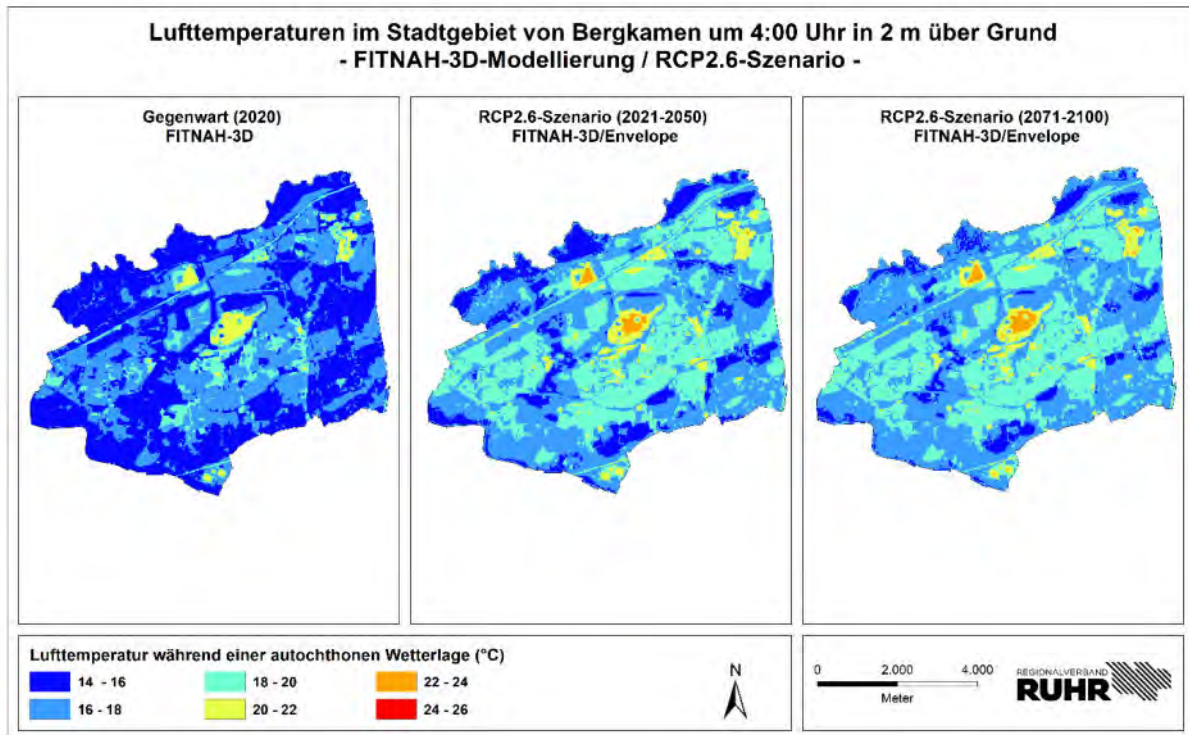 Lufttemperaturen im Stadtgebiet von Bergkamen um 4:00 Uhr in 2 m über Grund
- FITNAH-3D-Modellierung / RCP2.6-Szenario -
Gegenwart (2020)
FITNAH-3D
RCP2.6-Szenario (2021-2050)
FITNAH-3D/Envelope
RCP2.6-Szenario (2071-2100)
FITNAH-3D/Envelope
Lufttemperatur während einer autochthonen Wetterlage (°C)
14 - 16
18 - 20
22 - 24
16 - 18
20 - 22
24 - 26
N
0 2.000 4.000
Meter
REGIONALVERBAND
RUHR